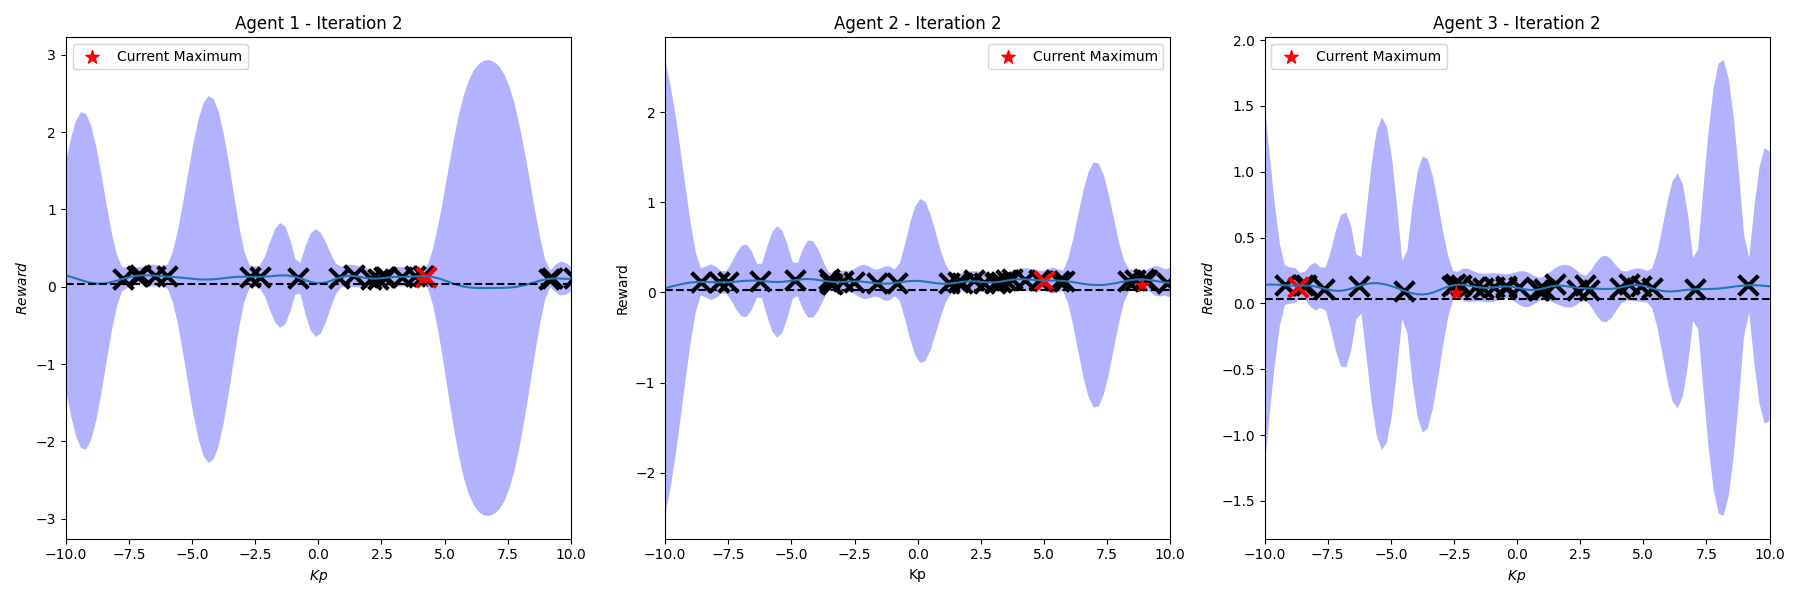 Agent 1 - Iteration 2
Current Maximum
Reward
3
2
1
0
−1
−2
−3
−10.0 −7.5 −5.0 −2.5 0.0 2.5 5.0 7.5 10.0
Kp
Agent 2 - Iteration 2
Current Maximum
Reward
2
1
0
−1
−2
−10.0 −7.5 −5.0 −2.5 0.0 2.5 5.0 7.5 10.0
Kp
Agent 3 - Iteration 2
Current Maximum
Reward
2.0
1.5
1.0
0.5
0.0
−0.5
−1.0
−1.5
−10.0 −7.5 −5.0 −2.5 0.0 2.5 5.0 7.5 10.0
Kp